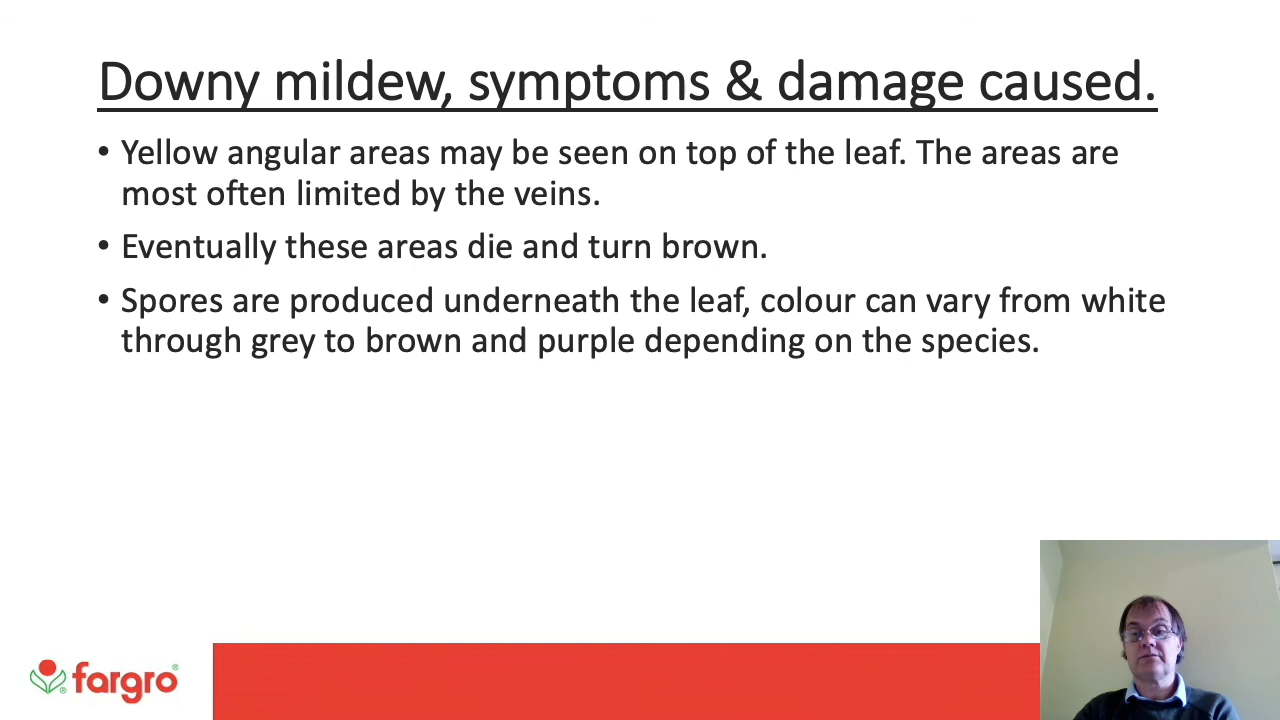 Downy mildew, symptoms & damage caused.
• Yellow angular areas may be seen on top of the leaf. The areas are
most often limited by the veins.
• Eventually these areas die and turn brown.
• Spores are produced underneath the leaf, colour can vary from white
through grey to brown and purple depending on the species.
fargro®